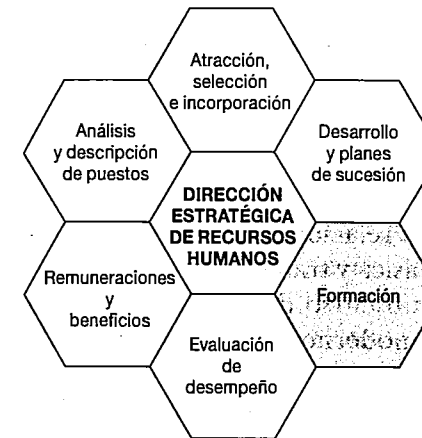 Atracción,
selección
e incorporación
Análisis
y descripción
de puestos
Desarrollo
y planes
de sucesión
DIRECCIÓN
ESTRATÉGICA
DE RECURSOS
HUMANOS
Remuneraciones
y
beneficios
Formación
Evaluación
de
desempeño